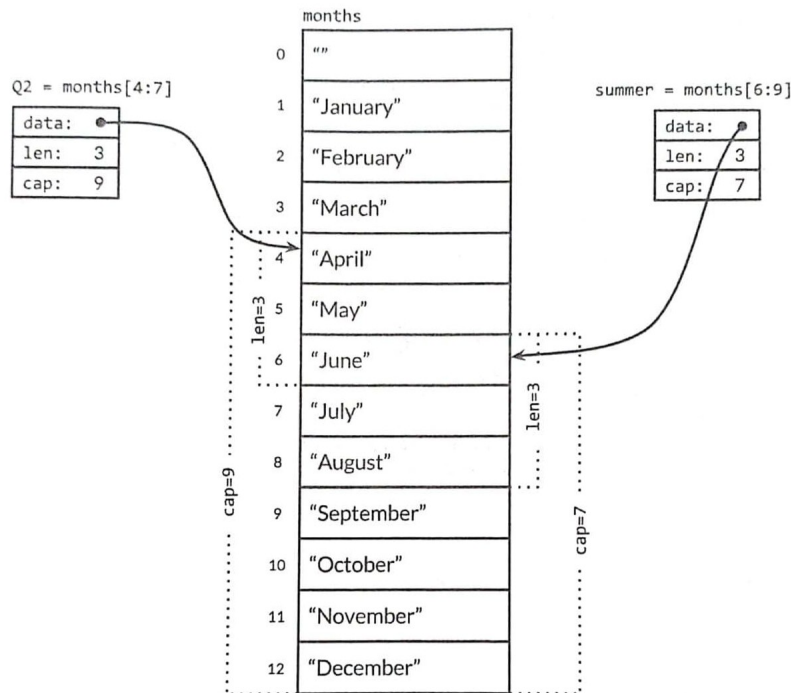 months
0 “”
Q2 = months[4:7]
data:
len: 3
cap: 9
summer = months[6:9]
data:
len: 3
cap: 7
1 “January”
2 “February”
3 “March”
4 “April”
5 “May”
6 “June”
7 “July”
8 “August”
9 “September”
10 “October”
11 “November”
12 “December”
len=3
cap=9
len=3
cap=7